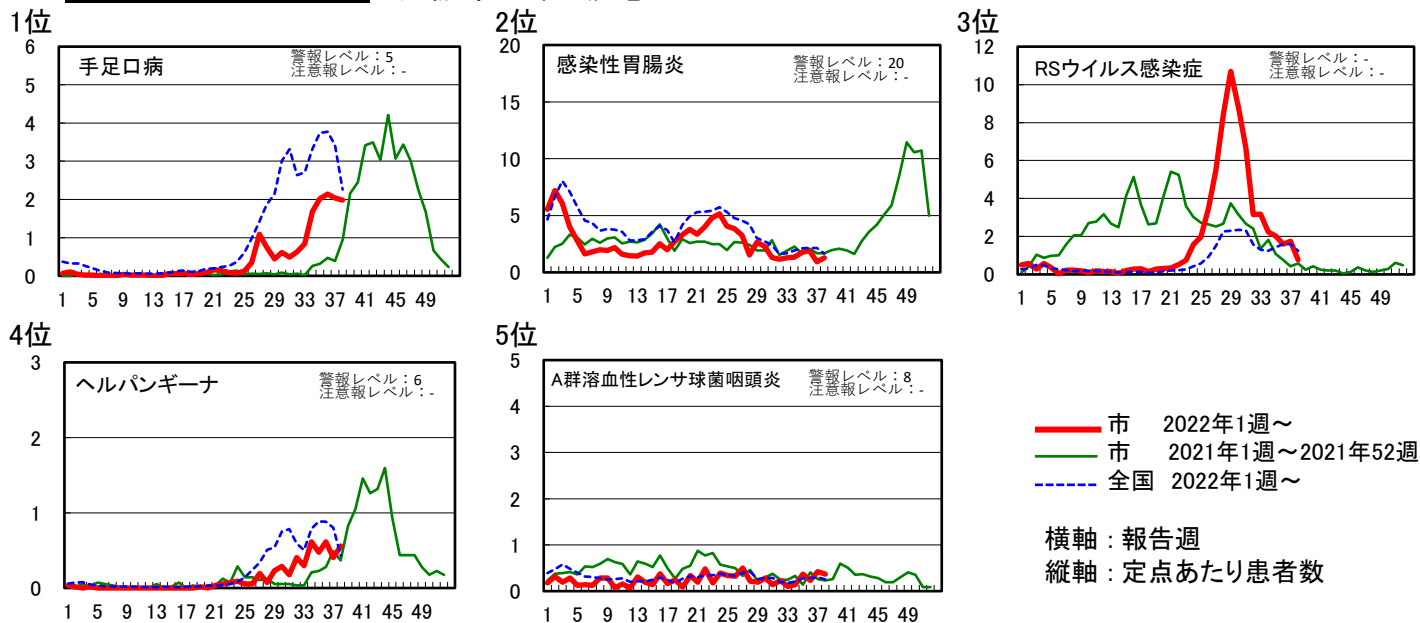 1位
手足口病
警報レベル：5
注意報レベル：-
6
5
4
3
2
1
0
1 5 9 13 17 21 25 29 33 37 41 45 49
2位
感染性胃腸炎
警報レベル：20
注意報レベル：-
20
15
10
5
0
1 5 9 13 17 21 25 29 33 37 41 45 49
3位
RSウイルス感染症
警報レベル：-
注意報レベル：-
12
10
8
6
4
2
0
1 5 9 13 17 21 25 29 33 37 41 45 49
4位
ヘルパンギーナ
警報レベル：6
注意報レベル：-
3
2
1
0
1 5 9 13 17 21 25 29 33 37 41 45 49
5位
A群溶血性レンサ球菌咽頭炎
警報レベル：8
注意報レベル：-
5
4
3
2
1
0
1 5 9 13 17 21 25 29 33 37 41 45 49
市 2022年1週～
市 2021年1週～2021年52週
全国 2022年1週～
横軸：報告週
縦軸：定点あたり患者数